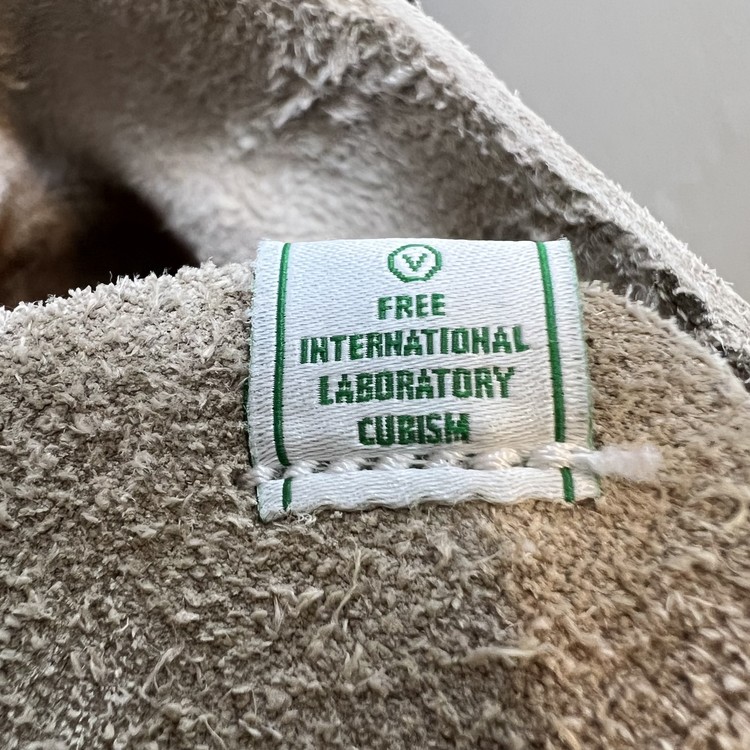 V
FREE
INTERNATIONAL
LABORATORY
CUBISM